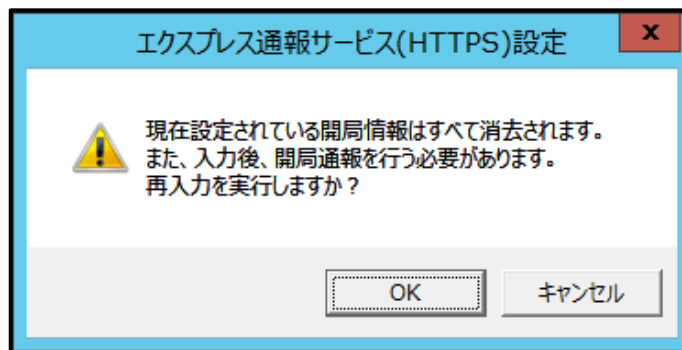 エクスプレス通報サービス(HTTPS)設定
x
現在設定されている開局情報はすべて消去されます。
また、入力後、開局通報を行う必要があります。
再入力を実行しますか？
OK
キャンセル